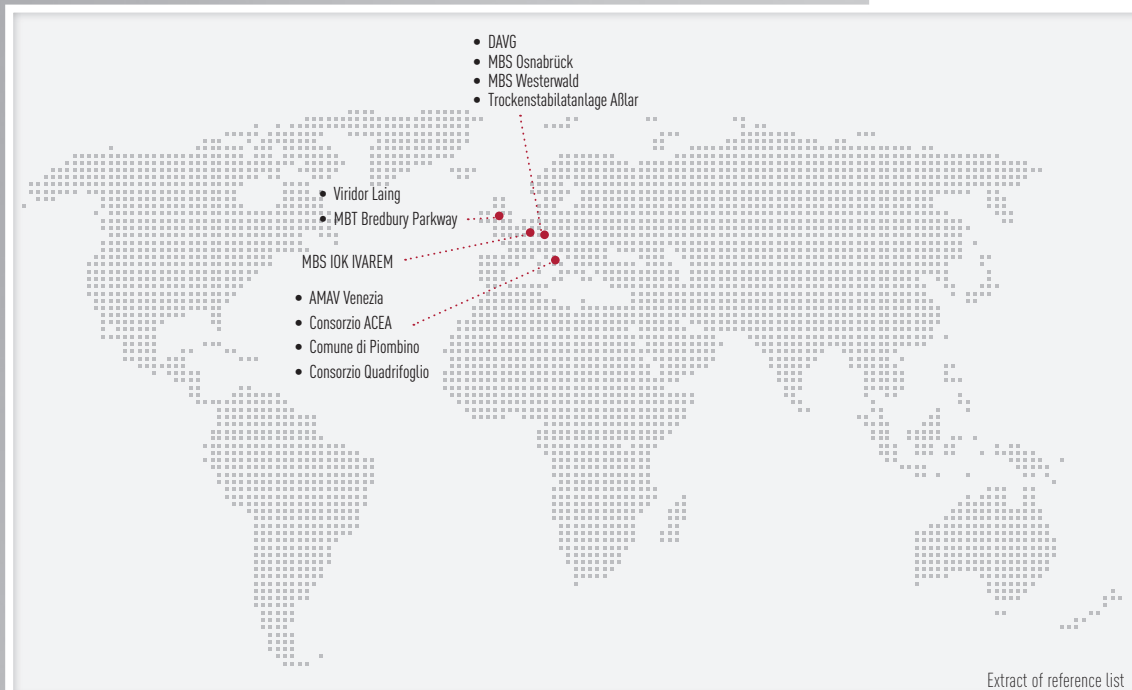 • DAVG
• MBS Osnabrück
• MBS Westerwald
• Trockenstabilatanlage Aßlar
• Viridor Laing
• MBT Bredbury Parkway
MBS IOK IVAREM
• AMAV Venezia
• Consorzio ACEA
• Comune di Piombino
• Consorzio Quadrifoglio
Extract of reference list